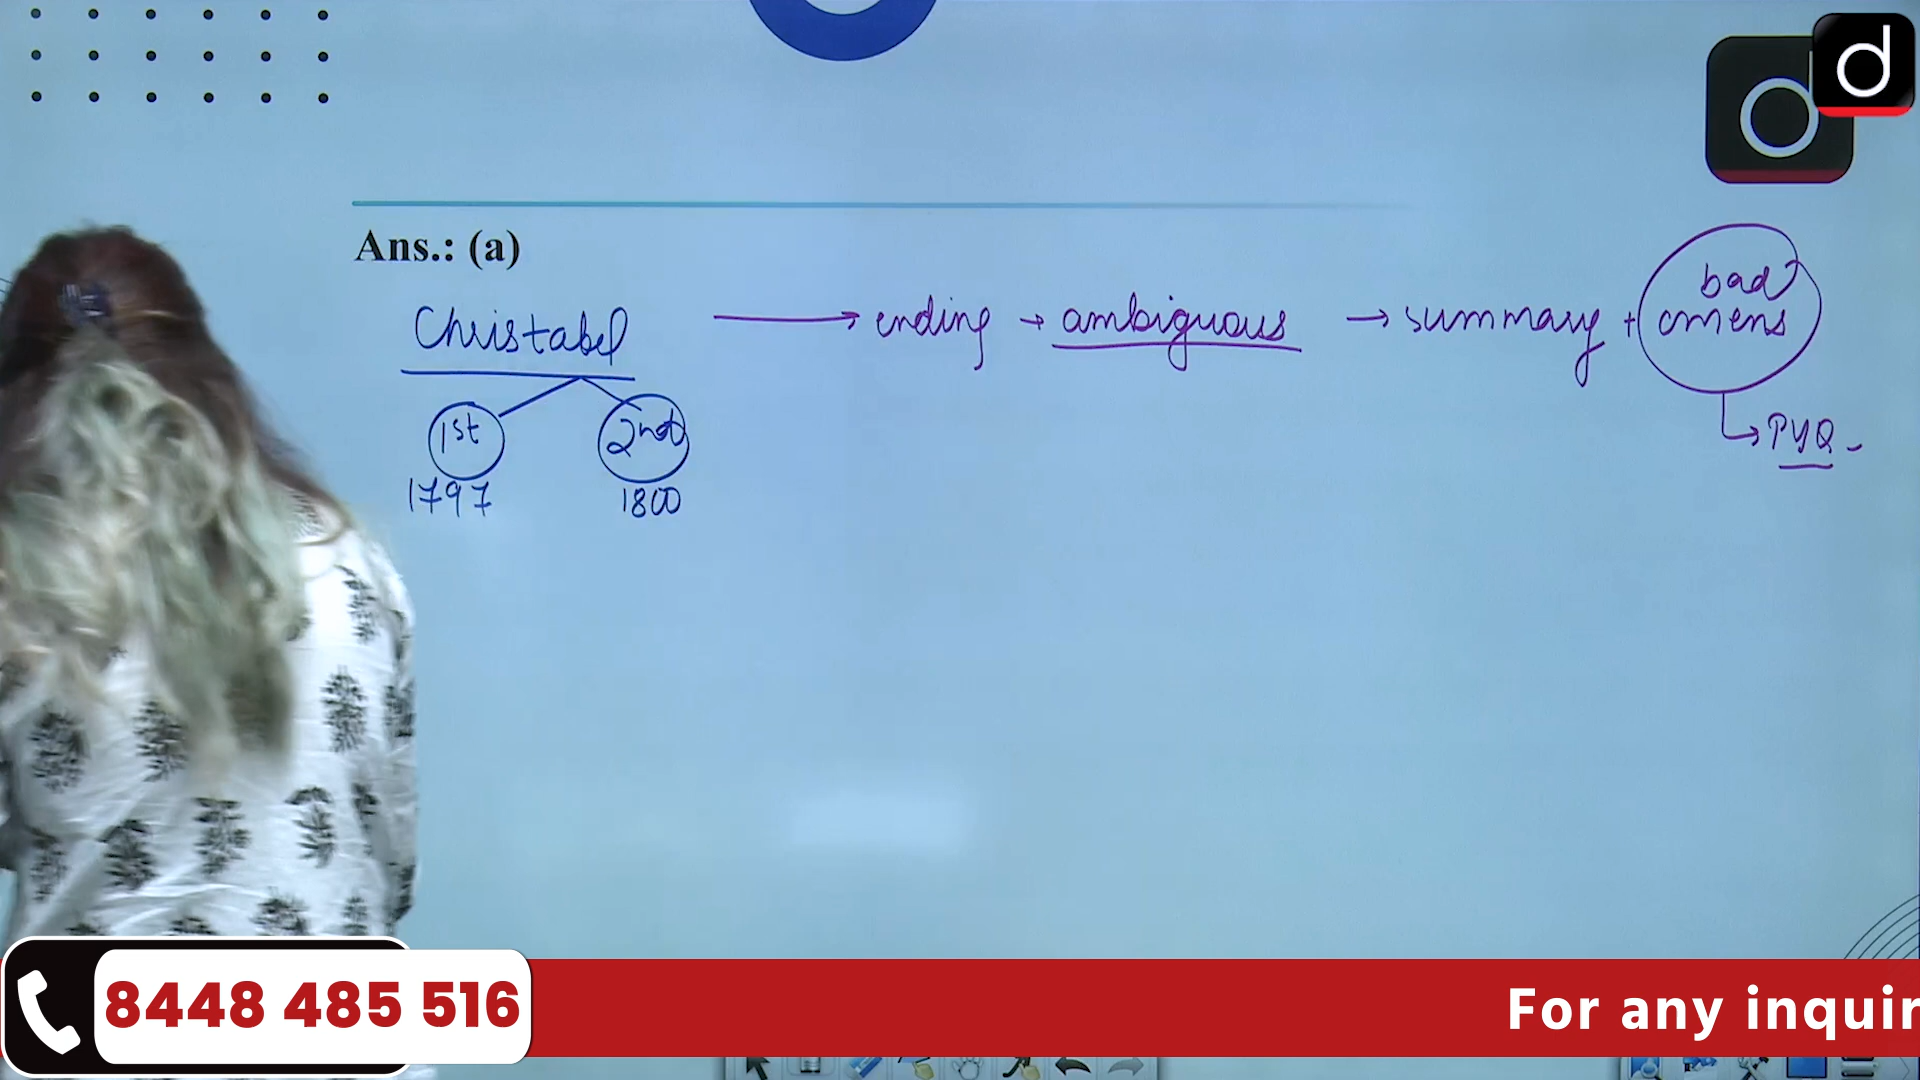 d
Ans.: (a)
Christabel → ending → ambiguous → summary + bad omens
1st 2nd
1797 1800
→ PYQ -
8448 485 516
For any inquir